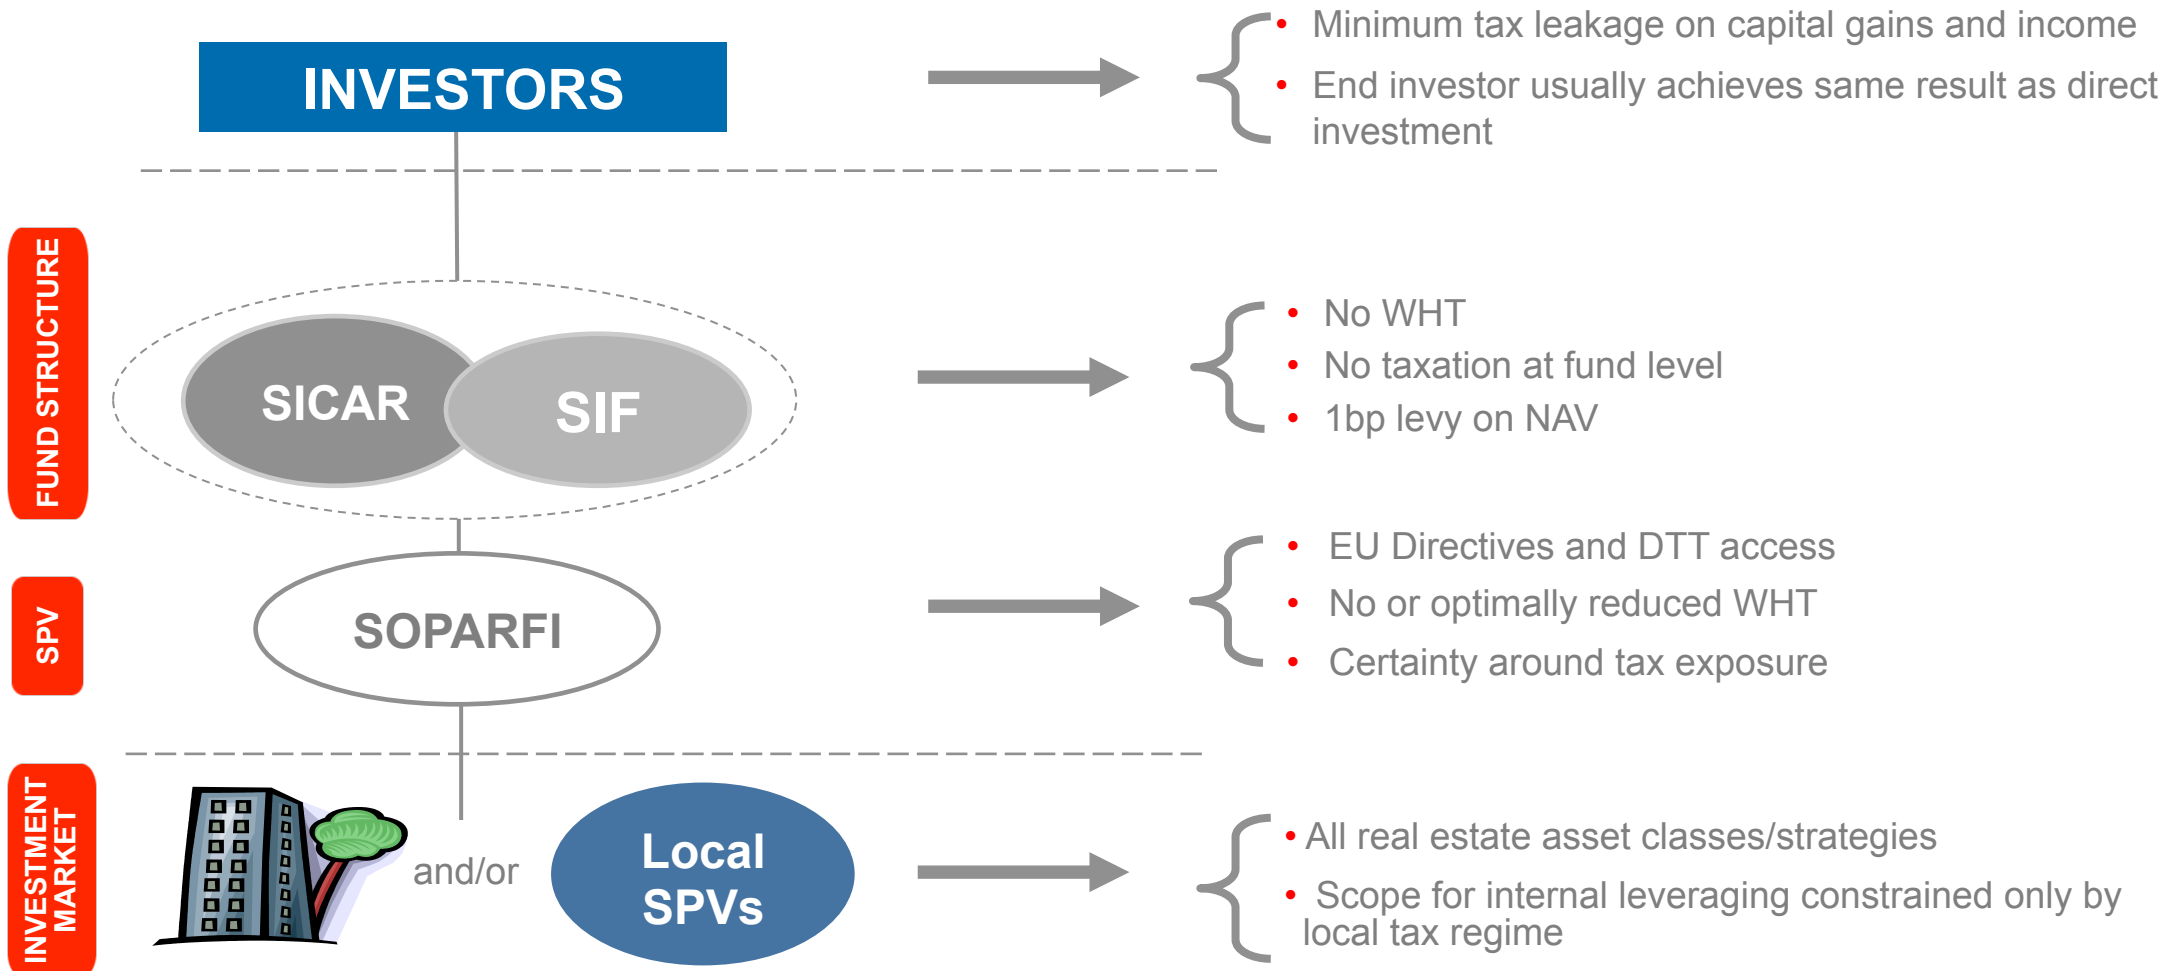 INVESTORS
• Minimum tax leakage on capital gains and income
• End investor usually achieves same result as direct
investment
FUND STRUCTURE
SICAR
SIF
• No WHT
• No taxation at fund level
• 1bp levy on NAV
SPV
SOPARFI
• EU Directives and DTT access
• No or optimally reduced WHT
• Certainty around tax exposure
INVESTMENT
MARKET
and/or
Local
SPVs
• All real estate asset classes/strategies
• Scope for internal leveraging constrained only by
local tax regime